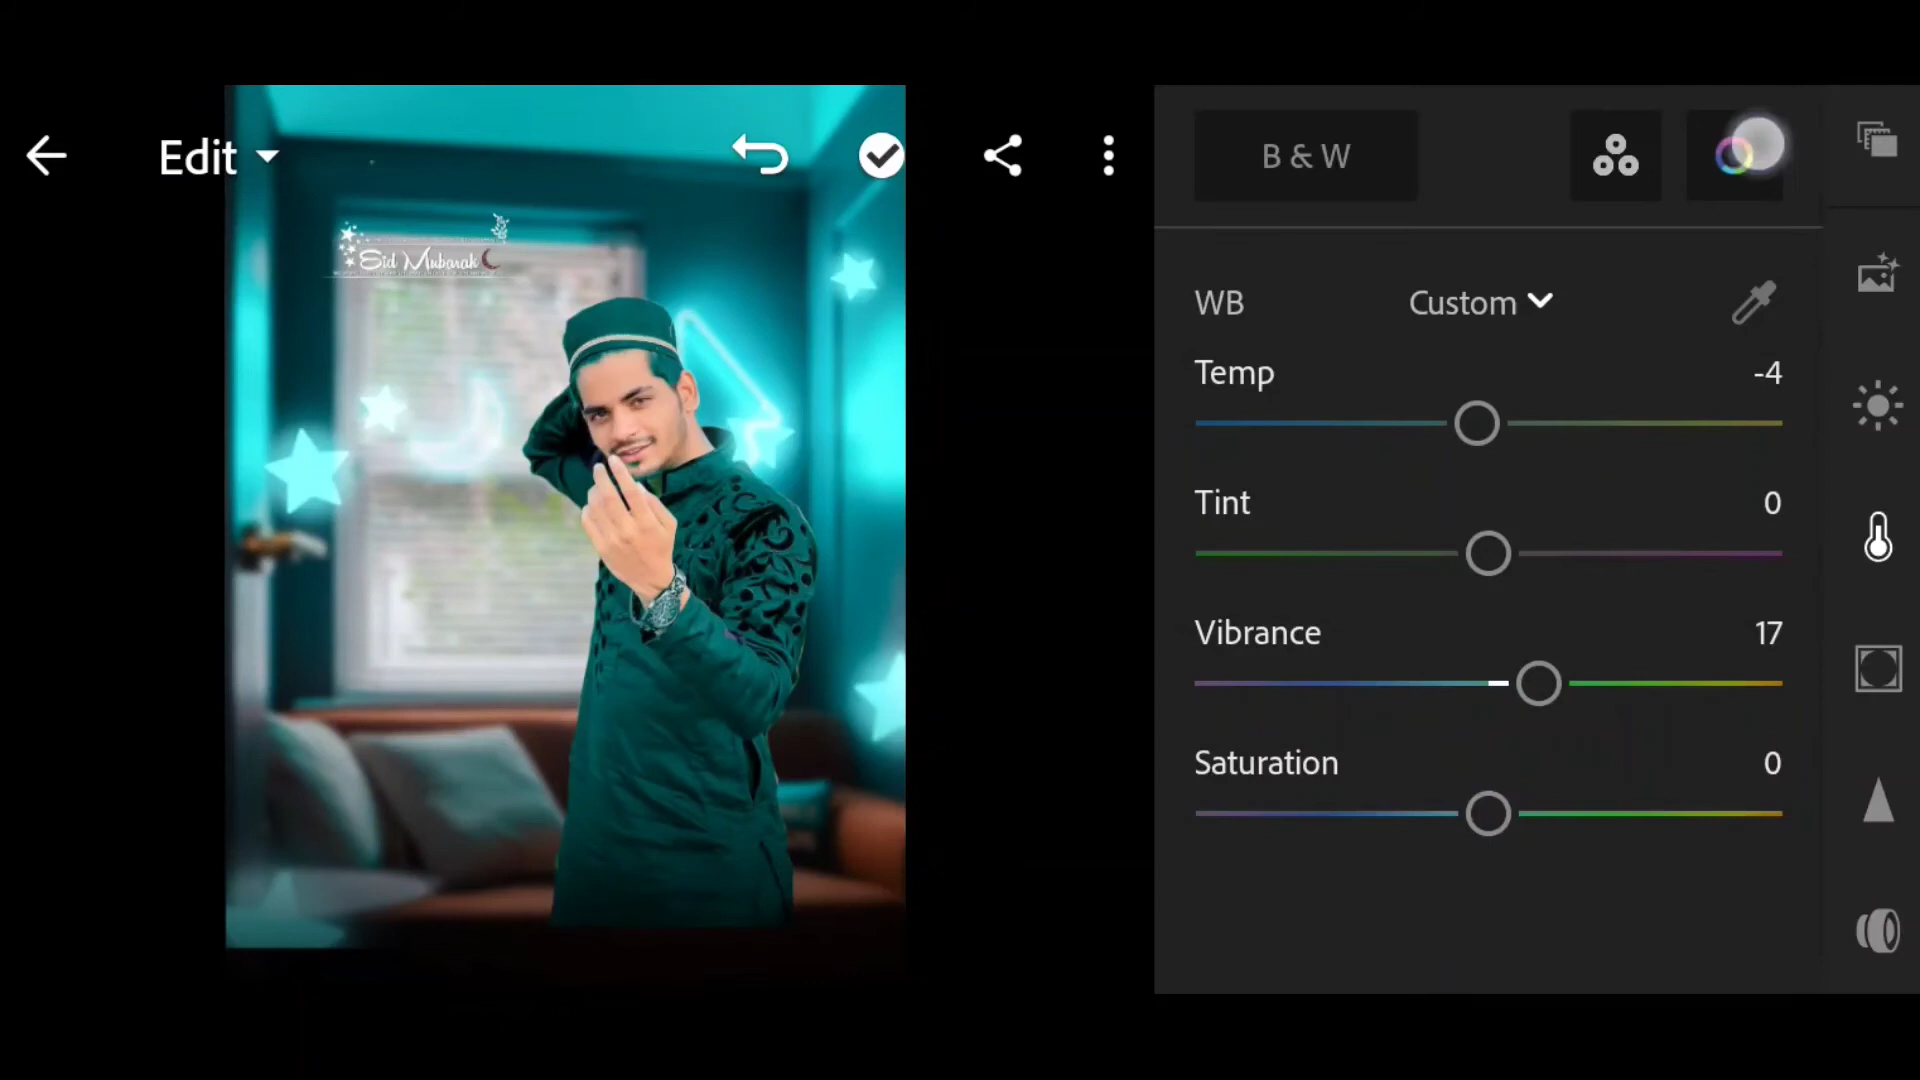 Edit
B & W
Eid Mubarak
WB Custom
Temp -4
Tint 0
Vibrance 17
Saturation 0